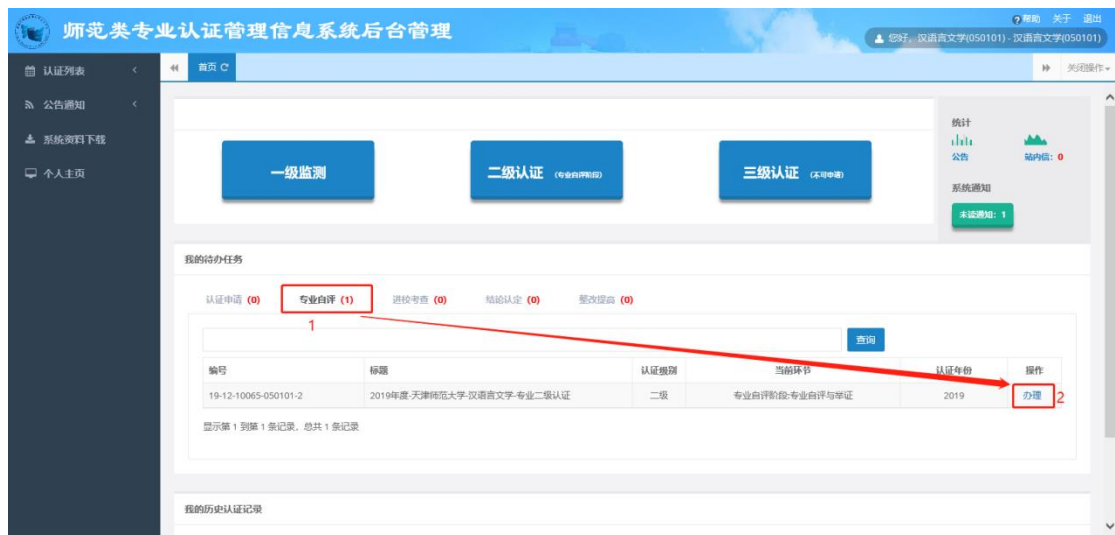 师范类专业认证管理信息系统后台管理
帮助 关于 退出
您好，汉语言文学(050101) - 汉语言文学(050101)
认证列表
首页
关闭操作
公告通知
系统资料下载
个人主页
一级监测
二级认证 (专业自评阶段)
三级认证 (不可申请)
统计
公告 站内信: 0
系统通知
未读通知: 1
我的待办任务
认证申请 (0) 专业自评 (1) 进校考查 (0) 结论认定 (0) 整改提高 (0)
1
查询
编号 标题 认证级别 当前环节 认证年份 操作
19-12-10065-050101-2 2019年度-天津师范大学-汉语言文学-专业二级认证 二级 专业自评阶段:专业自评与举证 2019 办理 2
显示第 1 到第 1 条记录，总共 1 条记录
我的历史认证记录